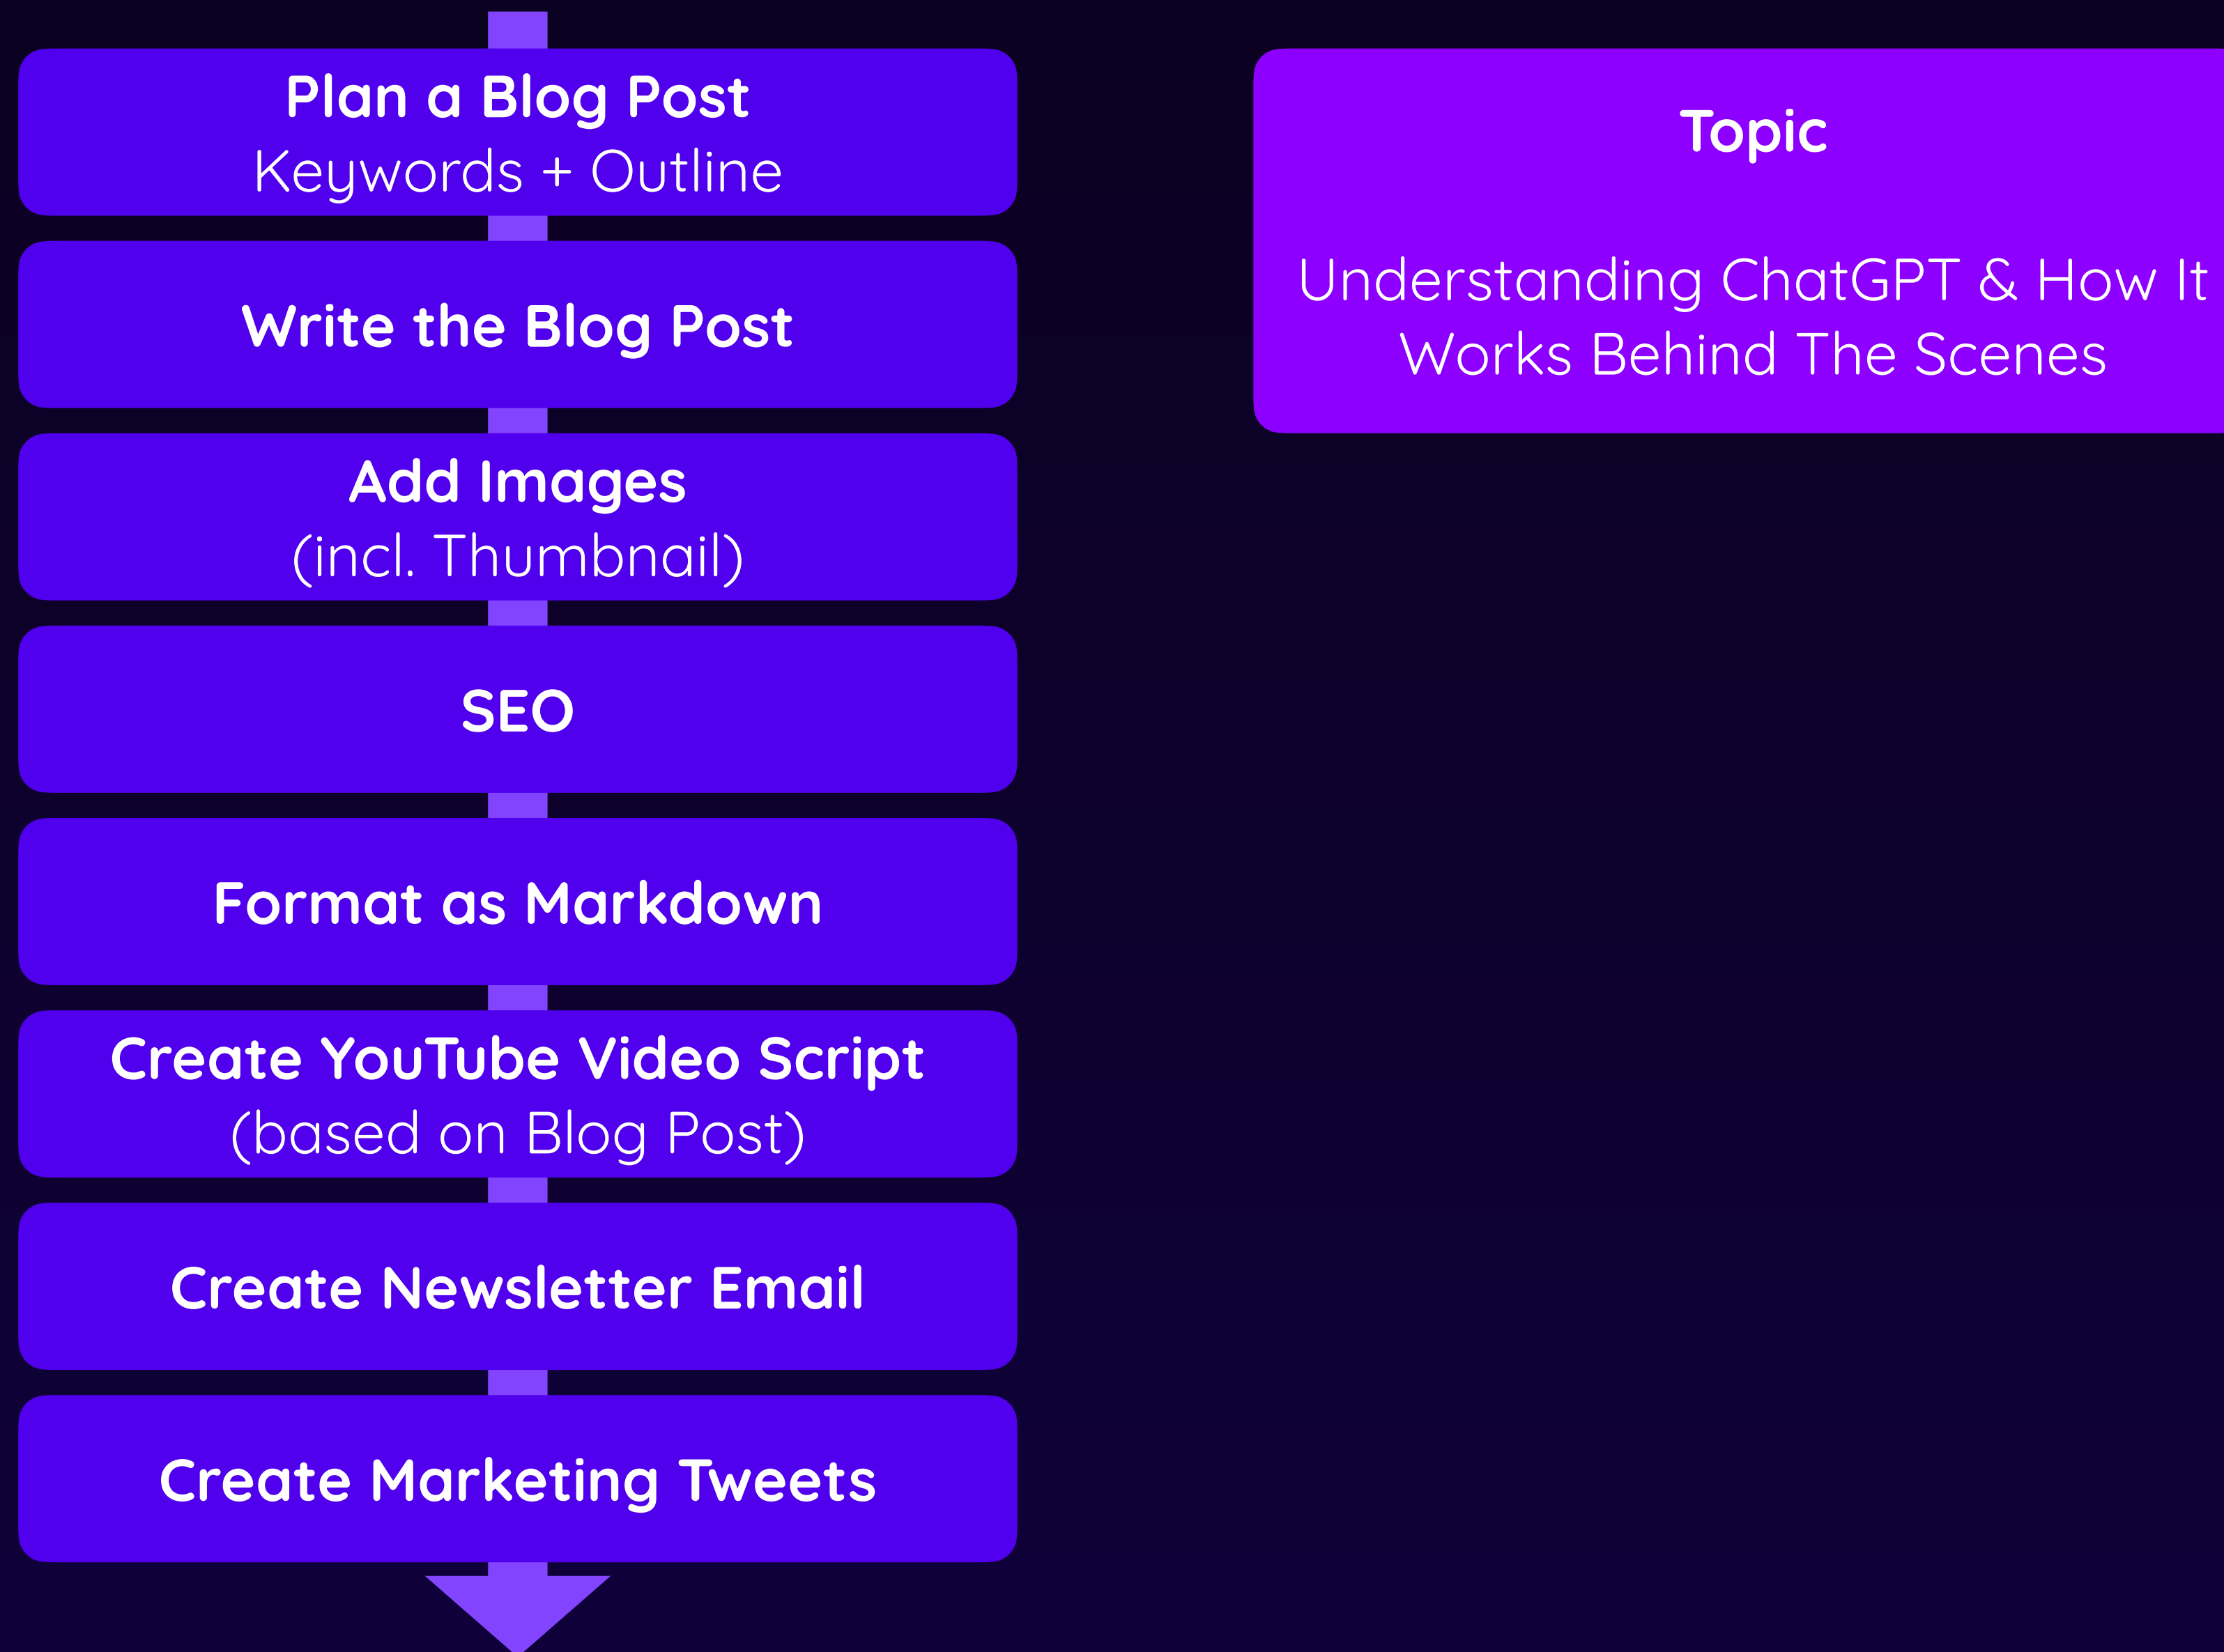 Plan a Blog Post
Keywords + Outline
Write the Blog Post
Add Images
(incl. Thumbnail)
SEO
Format as Markdown
Create YouTube Video Script
(based on Blog Post)
Create Newsletter Email
Create Marketing Tweets
Topic
Understanding ChatGPT & How It
Works Behind The Scenes